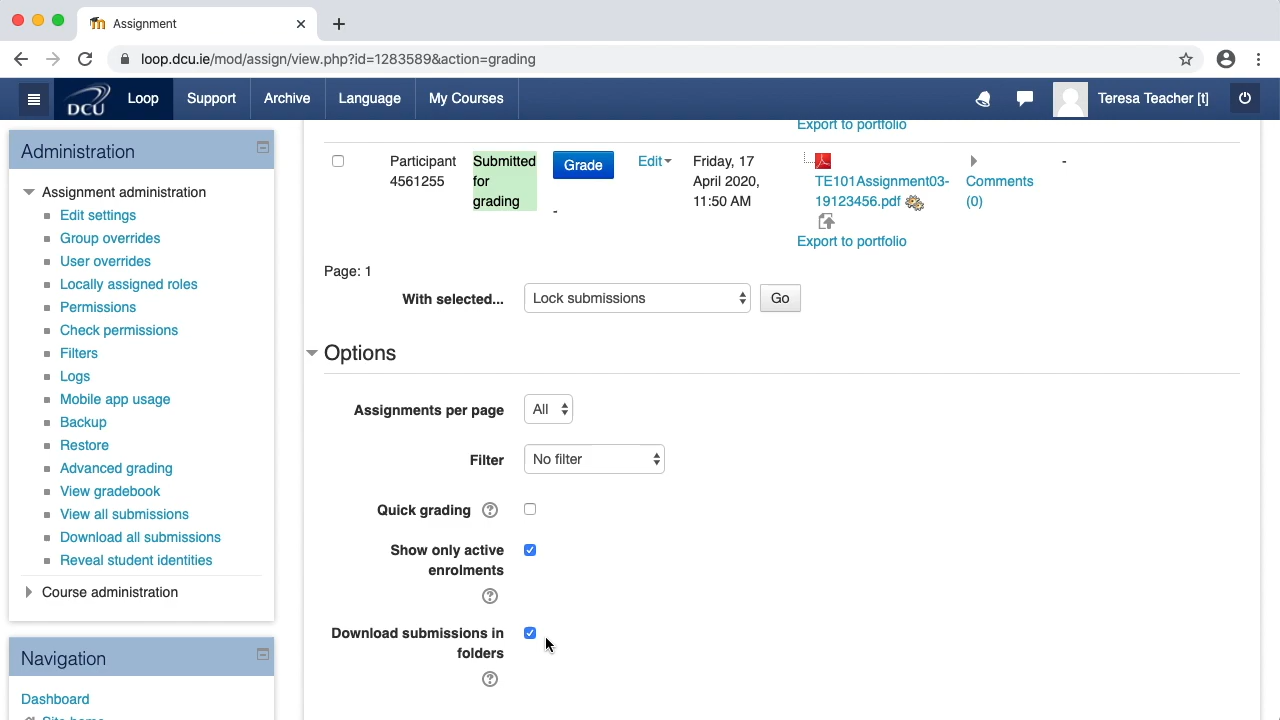 Assignment
loop.dcu.ie/mod/assign/view.php?id=1283589&action=grading
DCU Loop Support Archive Language My Courses Teresa Teacher [t]
Administration
Assignment administration
Edit settings
Group overrides
User overrides
Locally assigned roles
Permissions
Check permissions
Filters
Logs
Mobile app usage
Backup
Restore
Advanced grading
View gradebook
View all submissions
Download all submissions
Reveal student identities
Course administration
Navigation
Dashboard
Site home
Export to portfolio
Participant
4561255
Submitted
for
grading
Grade
-
Edit
Friday, 17
April 2020,
11:50 AM
TE101Assignment03-
19123456.pdf
Export to portfolio
Comments
(0)
-
Page: 1
With selected... Lock submissions Go
Options
Assignments per page All
Filter No filter
Quick grading ?
Show only active
enrolments
?
Download submissions in
folders
?